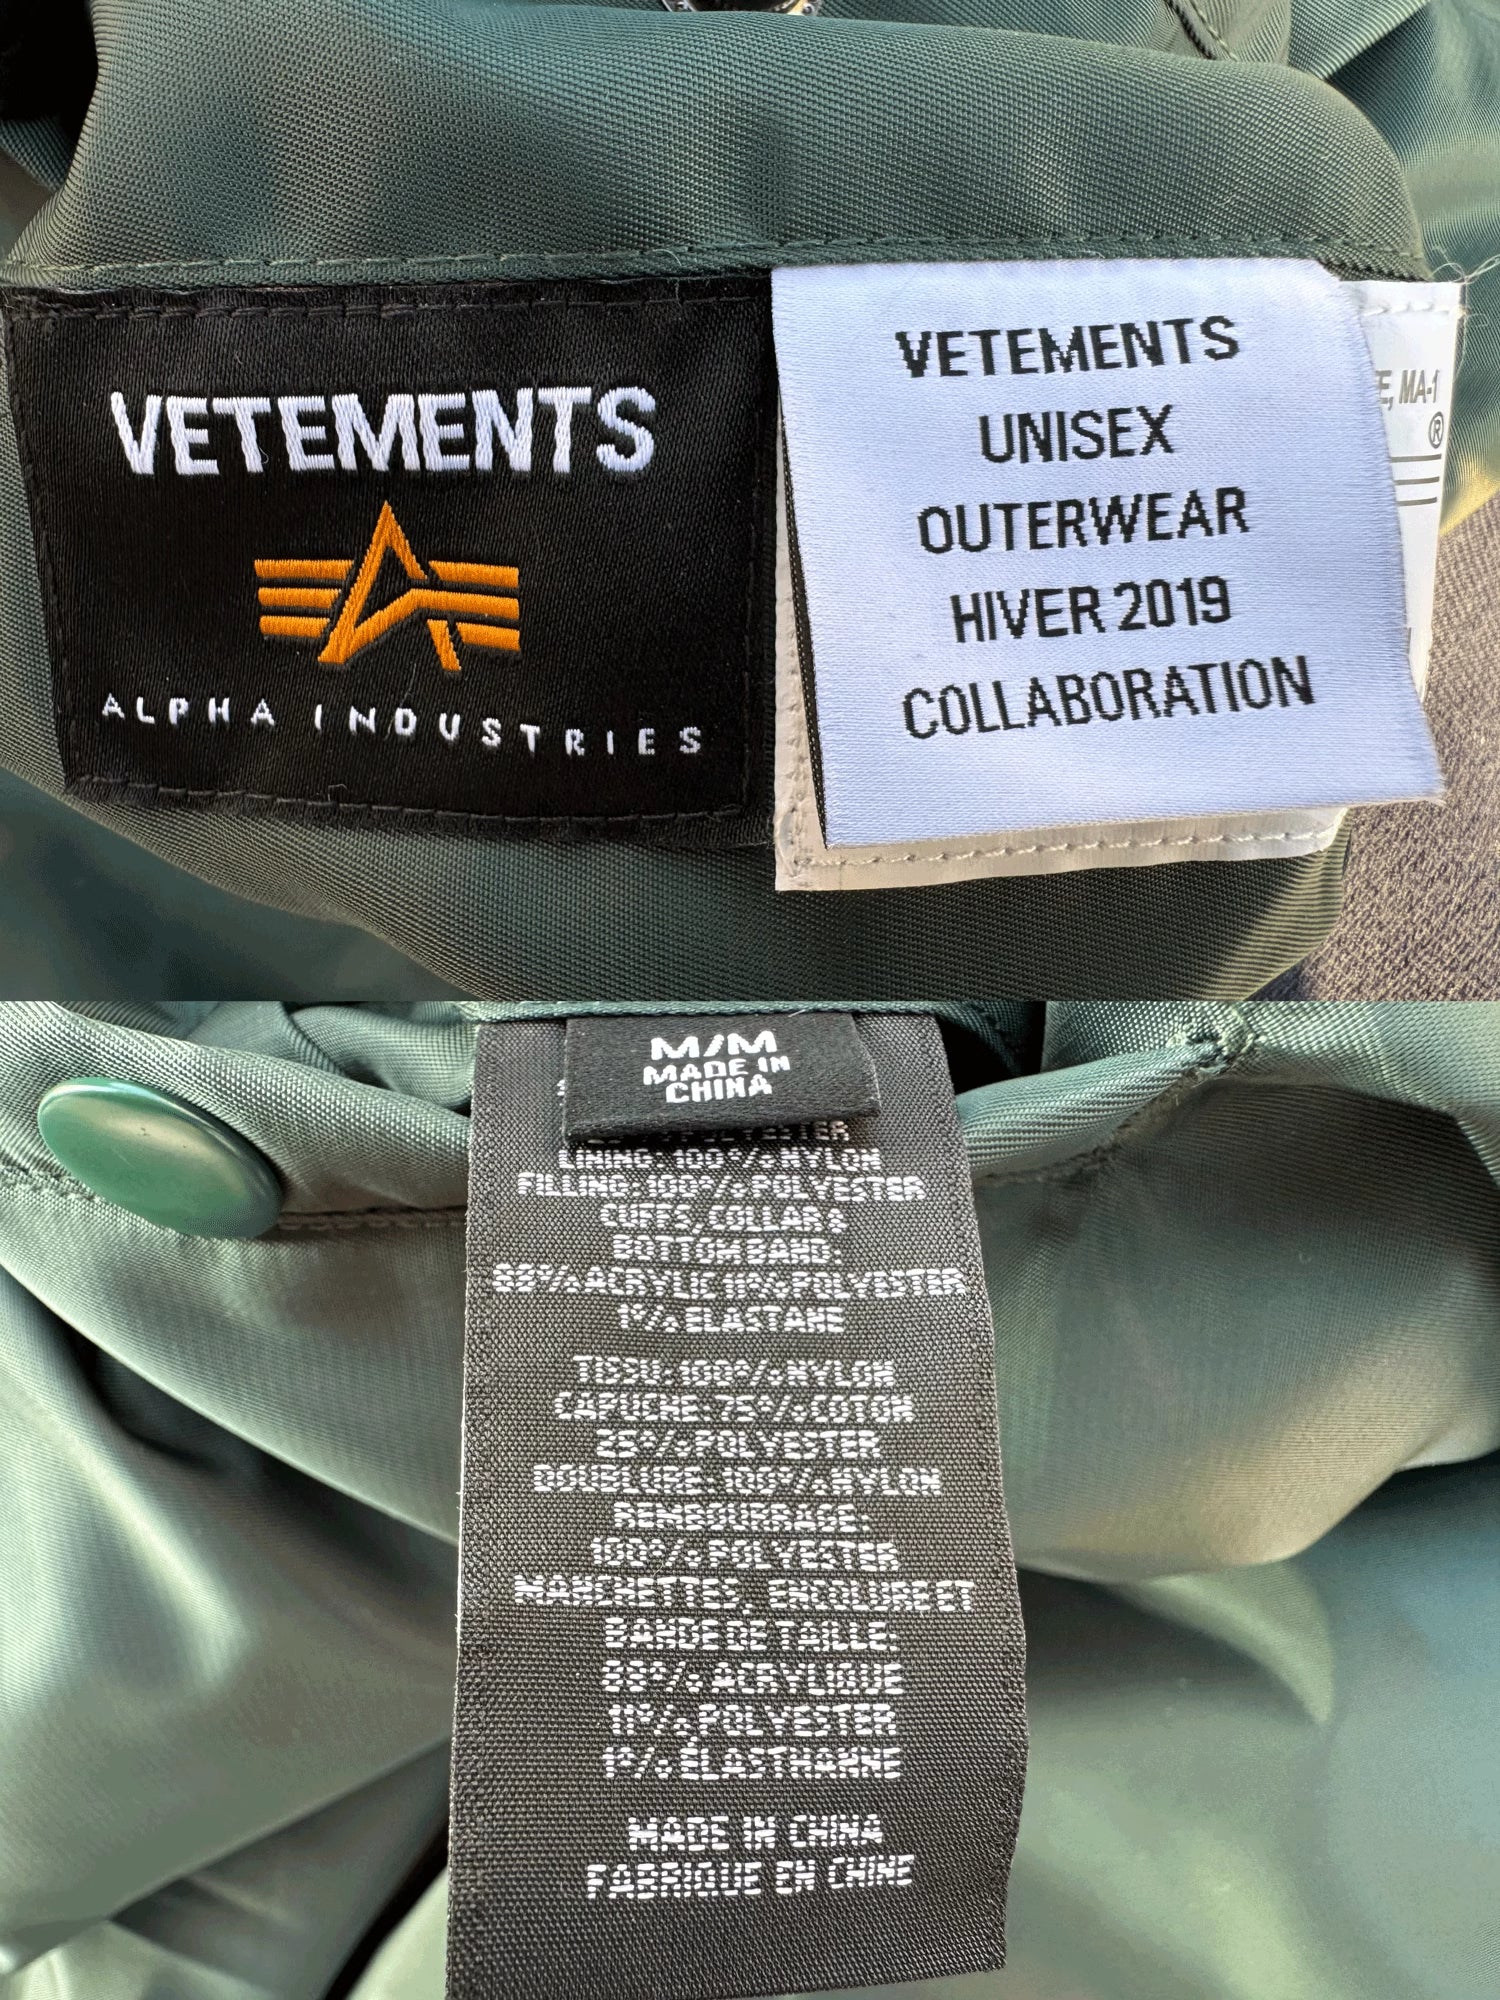 VETEMENTS
ALPHA INDUSTRIES
VETEMENTS
UNISEX
OUTERWEAR
HIVER 2019
COLLABORATION
MA-1
®
M/M
MADE IN
CHINA
POLYESTER
LINING: 100% NYLON
FILLING: 100% POLYESTER
CUFFS, COLLAR &
BOTTOM BAND:
88% ACRYLIC 11% POLYESTER
1% ELASTANE
TISSU: 100% NYLON
CAPUCHE: 75% COTON
25% POLYESTER
DOUBLURE: 100% NYLON
REMBOURRAGE:
100% POLYESTER
MANCHETTES, ENCOLURE ET
BANDE DE TAILLE:
88% ACRYLIQUE
11% POLYESTER
1% ÉLASTHANNE
MADE IN CHINA
FABRIQUE EN CHINE